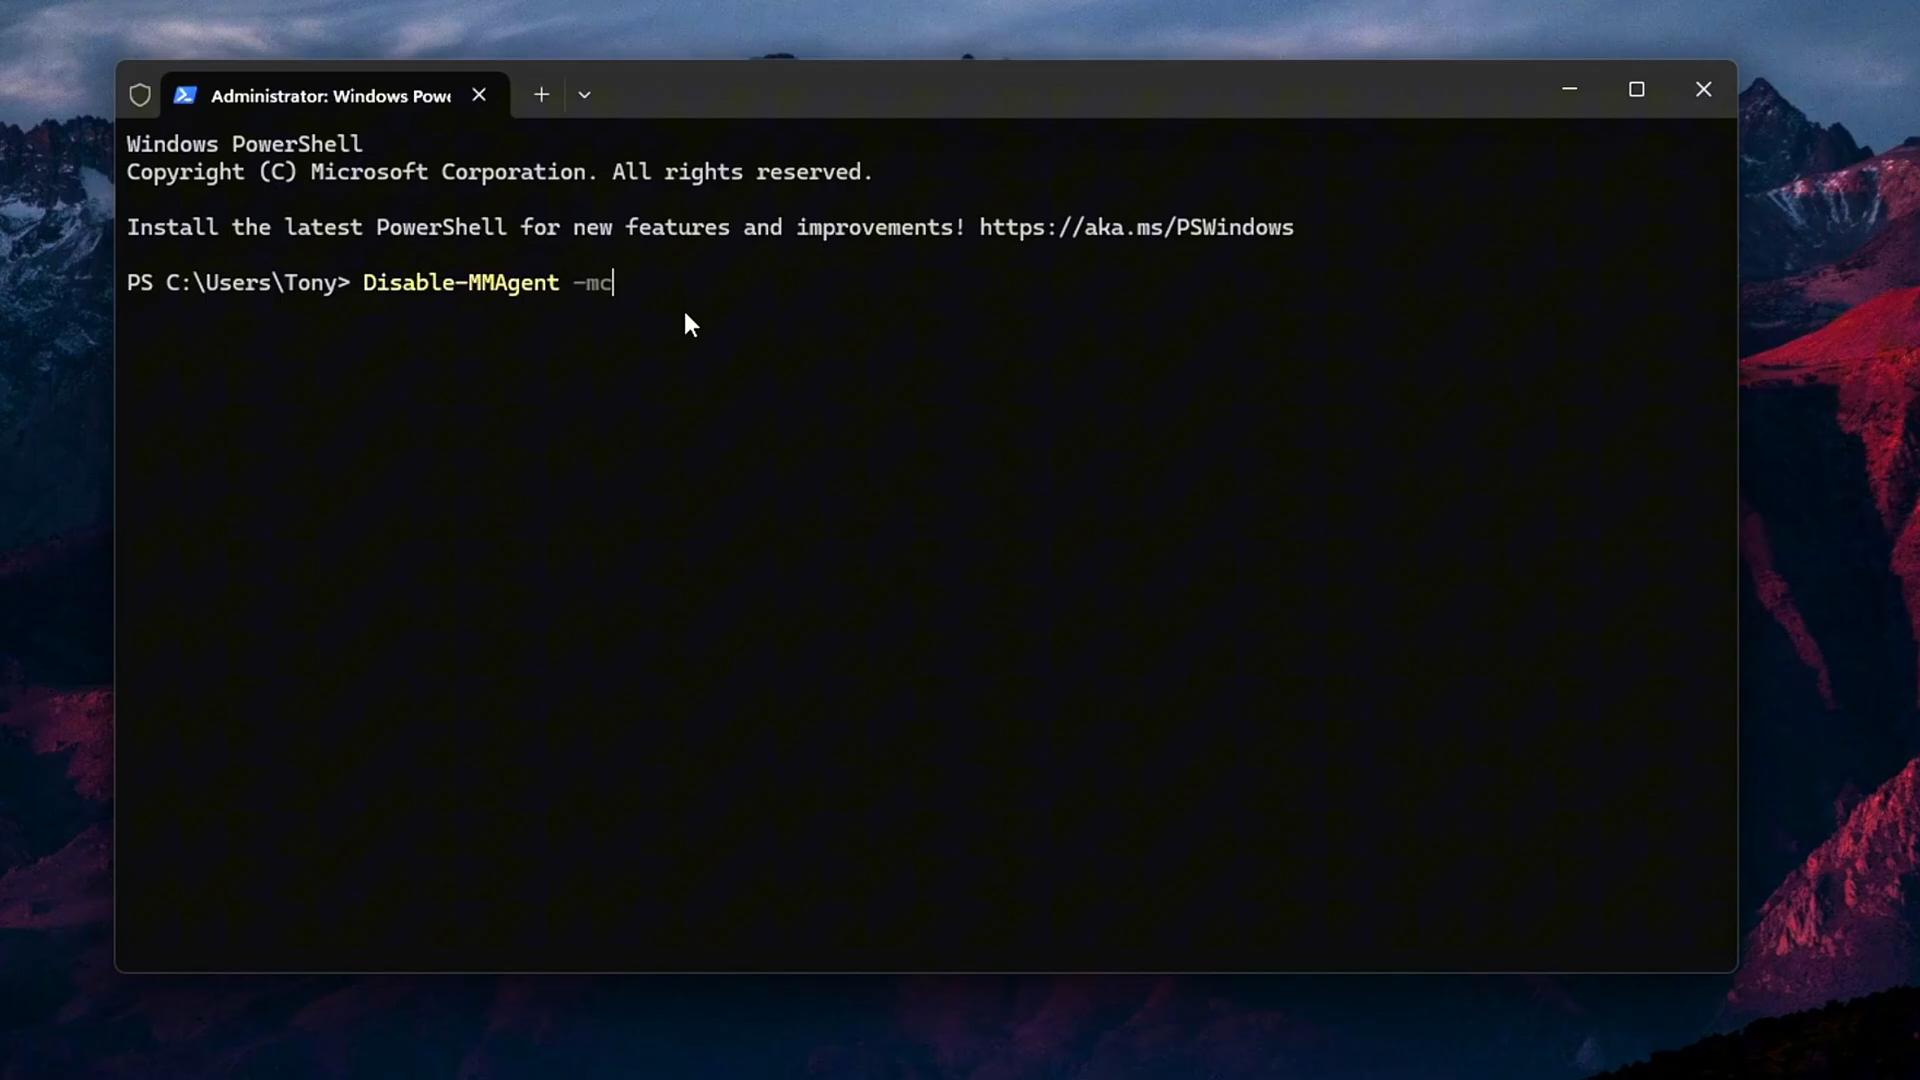 Administrator: Windows Powe
Windows PowerShell
Copyright (C) Microsoft Corporation. All rights reserved.
Install the latest PowerShell for new features and improvements! https://aka.ms/PSWindows
PS C:\Users\Tony> Disable-MMAgent -mc